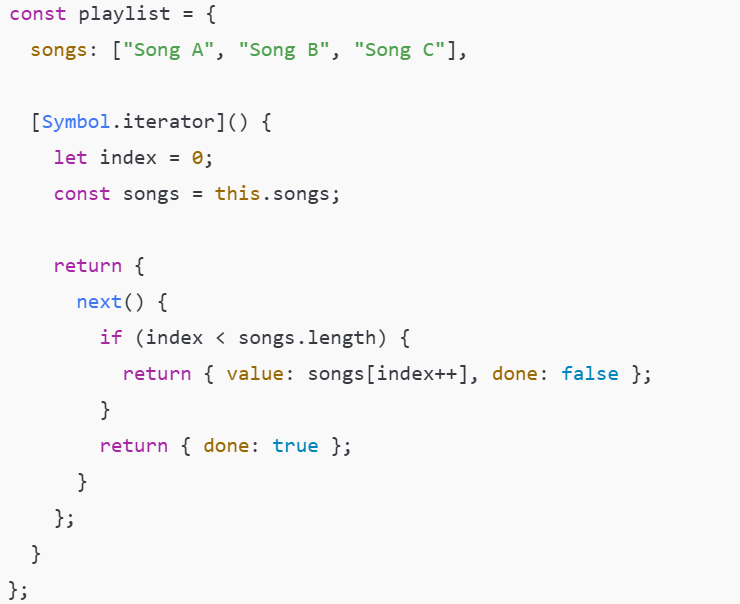 const playlist = {
  songs: ["Song A", "Song B", "Song C"],

  [Symbol.iterator]() {
    let index = 0;
    const songs = this.songs;

    return {
      next() {
        if (index < songs.length) {
          return { value: songs[index++], done: false };
        }
        return { done: true };
      }
    };
  }
};